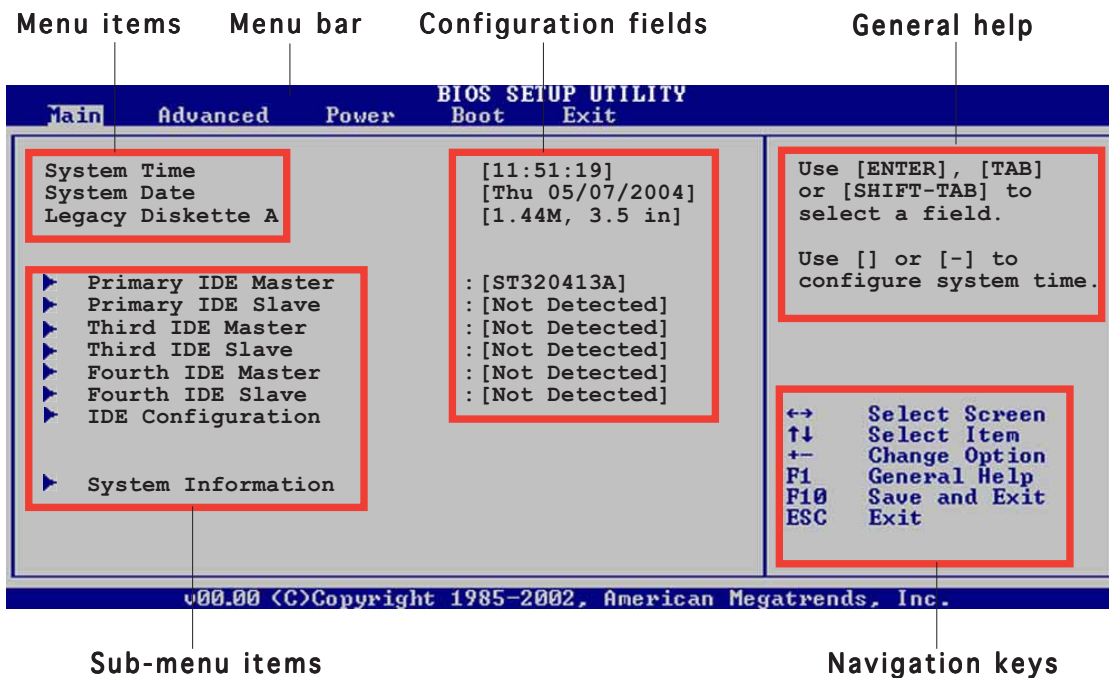 Menu items Menu bar Configuration fields General help
BIOS SETUP UTILITY
Main Advanced Power Boot Exit
System Time [11:51:19]
System Date [Thu 05/07/2004]
Legacy Diskette A [1.44M, 3.5 in]
Primary IDE Master :[ST320413A]
Primary IDE Slave :[Not Detected]
Third IDE Master :[Not Detected]
Third IDE Slave :[Not Detected]
Fourth IDE Master :[Not Detected]
Fourth IDE Slave :[Not Detected]
IDE Configuration
System Information
Use [ENTER], [TAB]
or [SHIFT-TAB] to
select a field.
Use [] or [-] to
configure system time.
←→ Select Screen
↑↓ Select Item
+- Change Option
F1 General Help
F10 Save and Exit
ESC Exit
v00.00 (C)Copyright 1985-2002, American Megatrends, Inc.
Sub-menu items Navigation keys